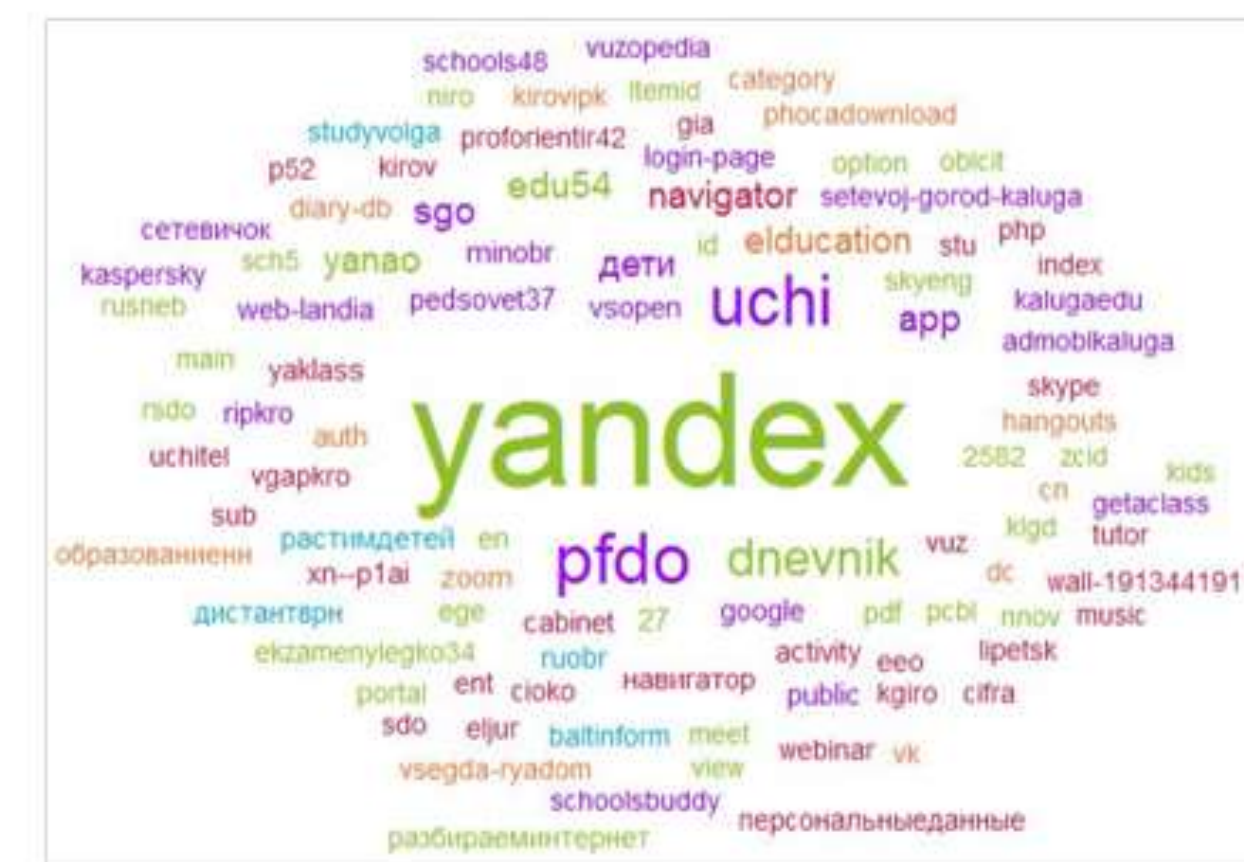 schools48 vuzopedia
niro kirovipk Itemid category
studyvolga proforientir42 gia phocadownload
p52 kirov login-page option oblcit
diary-db sgo edu54 navigator setevoj-gorod-kaluga
сетевичок sch5 yanao minobr дети id elducation stu php
kaspersky skyeng index
rusneb web-landia pedsovet37 vsopen uchi app kalugaedu
main yaklass admoblkaluga
rsdo ripkro auth yandex skype
hangouts
uchitel vgapkro 2582 zcid kids
sub cn getaclass
образованиенн растимдетей en pfdo dnevnik vuz klgd tutor
xn--p1ai zoom dc wall-191344191
дистантврн ege cabinet 27 google pdf pcbl nnov music
ekzamenylegko34 ruobr activity eeo lipetsk
portal ent cioko навигатор public kgiro cifra
sdo eljur baltinform meet webinar vk
vsegda-ryadom view
schoolsbuddy персональныеданные
разбираеминтернет